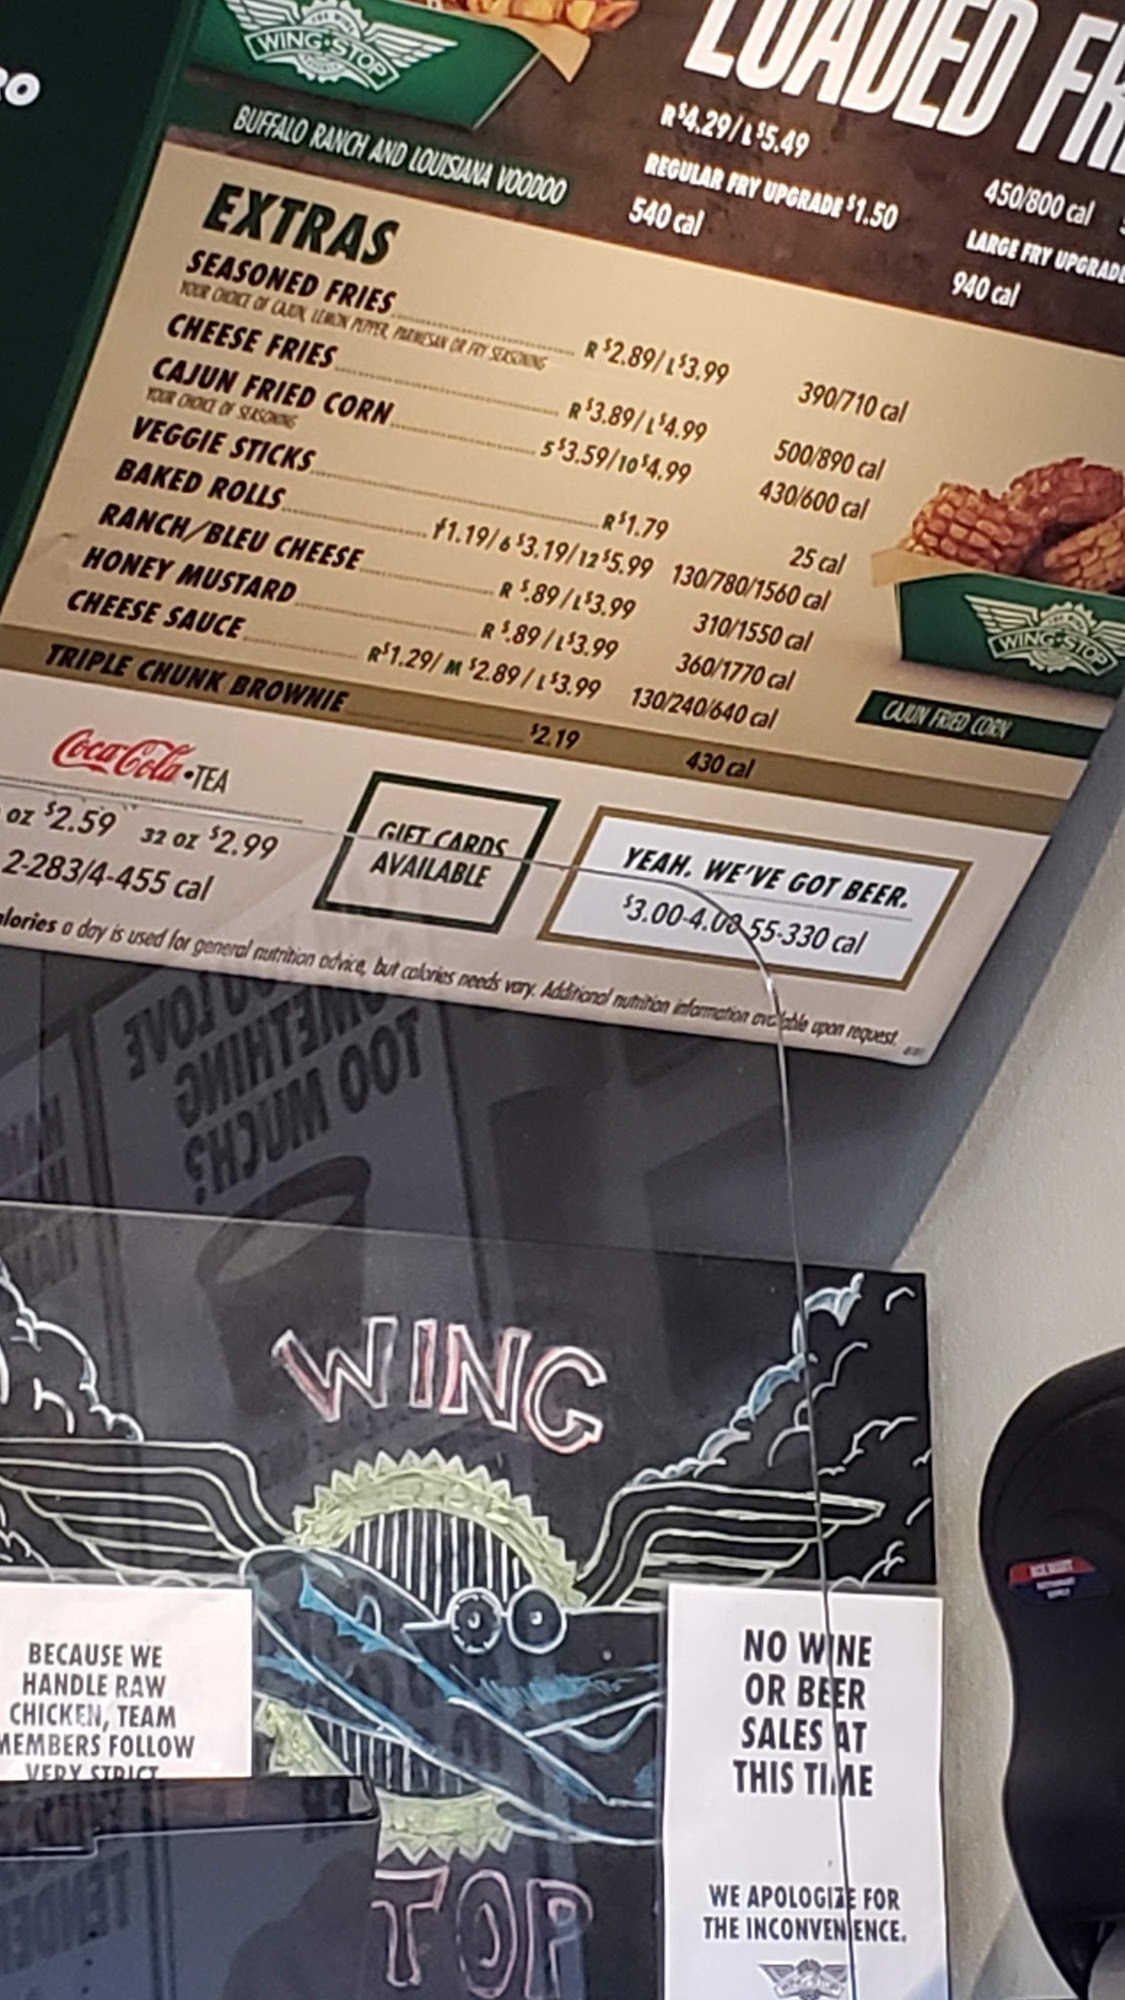 RO
WING·STOP
LOADED
R $4.29/L $5.49
450/800 cal
BUFFALO RANCH AND LOUISIANA VOODOO
REGULAR FRY UPGRADE $1.50
LARGE FRY UPGRADE
540 cal
940 cal
EXTRAS
SEASONED FRIES R $2.89/L $3.99 390/710 cal
YOUR CHOICE OF CAJUN, LEMON PEPPER, PARMESAN OR FRY SEASONING
CHEESE FRIES R $3.89/L $4.99 500/890 cal
CAJUN FRIED CORN 5 $3.59/10 $4.99 430/600 cal
YOUR CHOICE OF SEASONING
VEGGIE STICKS R $1.79 25 cal
BAKED ROLLS $1.19/6 $3.19/12 $5.99 130/780/1560 cal
RANCH/BLEU CHEESE R $.89/L $3.99 310/1550 cal
HONEY MUSTARD R $.89/L $3.99 360/1770 cal
CHEESE SAUCE R $1.29/M $2.89/L $3.99 130/240/640 cal
TRIPLE CHUNK BROWNIE $2.19 430 cal
WING·STOP
CAJUN FRIED CORN
Coca-Cola • TEA
oz $2.59 32 oz $2.99
2-283/4-455 cal
GIFT CARDS
AVAILABLE
YEAH. WE'VE GOT BEER.
$3.00-4.00 55-330 cal
calories a day is used for general nutrition advice, but calories needs vary. Additional nutrition information available upon request.
YOU LOVE
SOMETHING
TOO
MUCH?
WING
TOP
BECAUSE WE
HANDLE RAW
CHICKEN, TEAM
MEMBERS FOLLOW
VERY STRICT
NO WINE
OR BEER
SALES AT
THIS TIME
WE APOLOGIZE FOR
THE INCONVENIENCE.